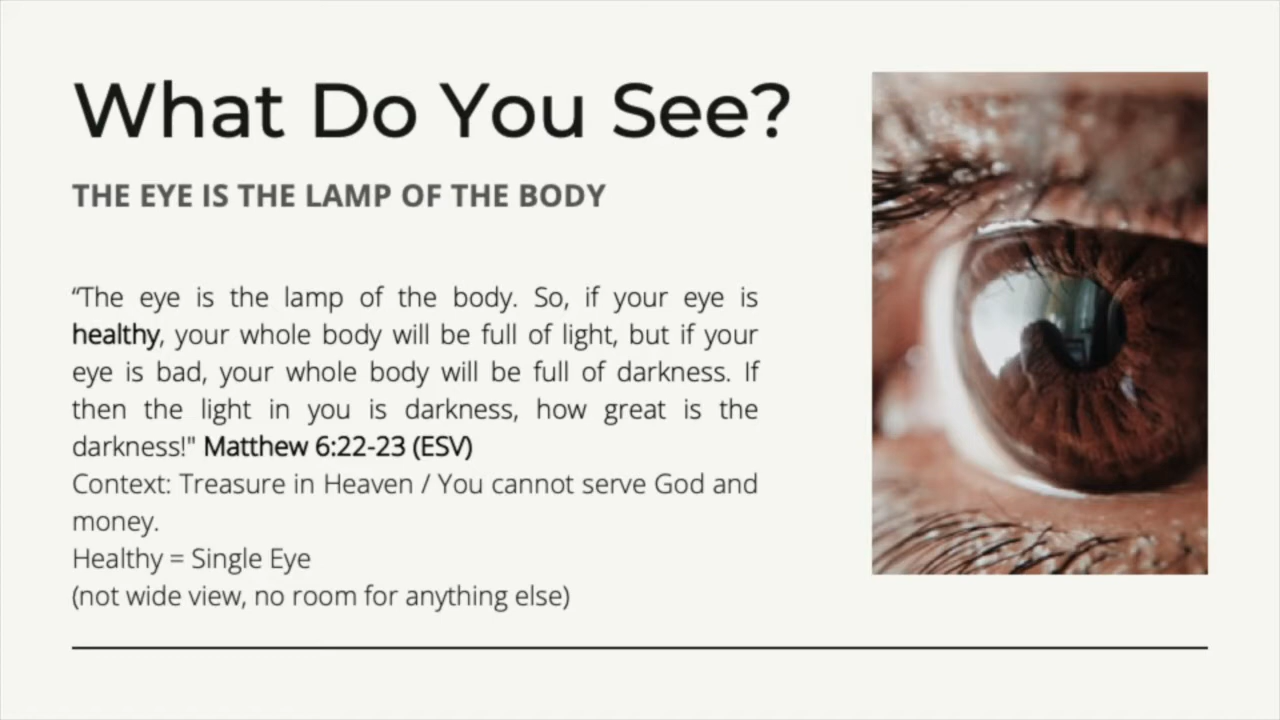 What Do You See?
THE EYE IS THE LAMP OF THE BODY
“The eye is the lamp of the body. So, if your eye is
healthy, your whole body will be full of light, but if your
eye is bad, your whole body will be full of darkness. If
then the light in you is darkness, how great is the
darkness!" Matthew 6:22-23 (ESV)
Context: Treasure in Heaven / You cannot serve God and
money.
Healthy = Single Eye
(not wide view, no room for anything else)